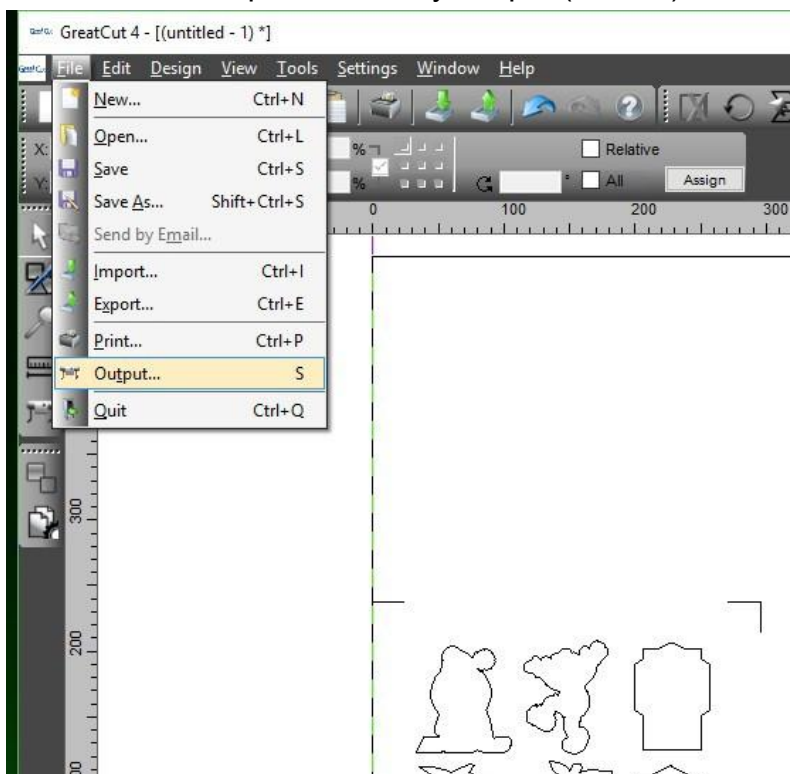 GreatCut 4 - [(untitled - 1) *]
File Edit Design View Tools Settings Window Help
New... Ctrl+N
Open... Ctrl+L
Save Ctrl+S
Save As... Shift+Ctrl+S
Send by Email...
Import... Ctrl+I
Export... Ctrl+E
Print... Ctrl+P
Output... S
Quit Ctrl+Q
X: % Relative
Y: % ° All Assign
0 100 200 300
300
200